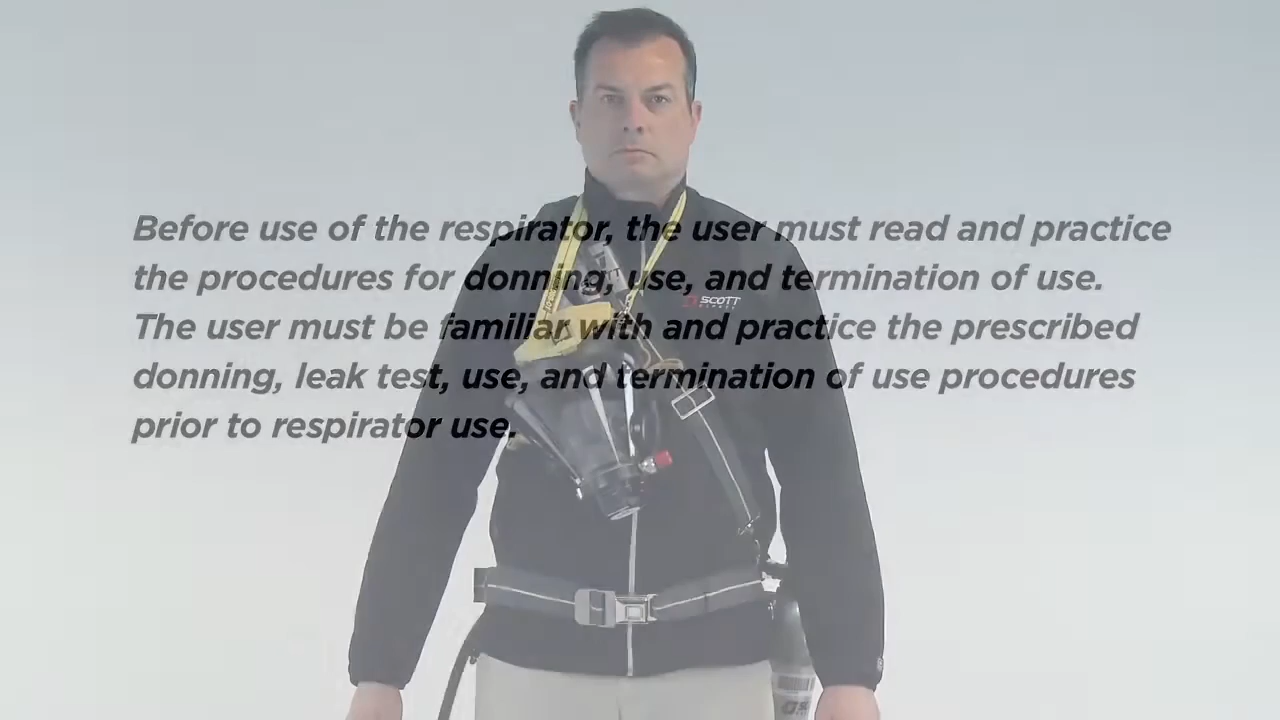 Before use of the respirator, the user must read and practice
the procedures for donning, use, and termination of use.
The user must be familiar with and practice the prescribed
donning, leak test, use, and termination of use procedures
prior to respirator use.
SCOTT